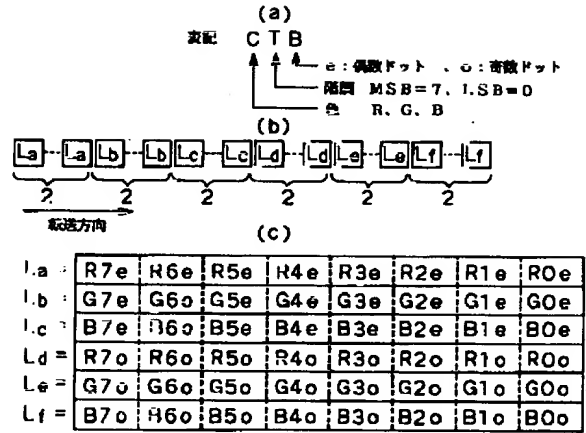 (a)
表記 C T B
e:偶数ドット 、o:奇数ドット
階調 MSB=7、LSB=0
色 R、G、B
(b)
La La Lb Lb Lc Lc Ld Ld Le Le Lf Lf
2 2 2 2 2 2
転送方向
(c)
La = R7e R6e R5e R4e R3e R2e R1e R0e
Lb = G7e G6o G5e G4e G3e G2e G1e G0e
Lc = B7e B6o B5e B4e B3e B2e B1e B0e
Ld = R7o R6o R5o R4o R3o R2o R1o R0o
Le = G7o G6o G5o G4o G3o G2o G1o G0o
Lf = B7o B6o B5o B4o B3o B2o B1o B0o